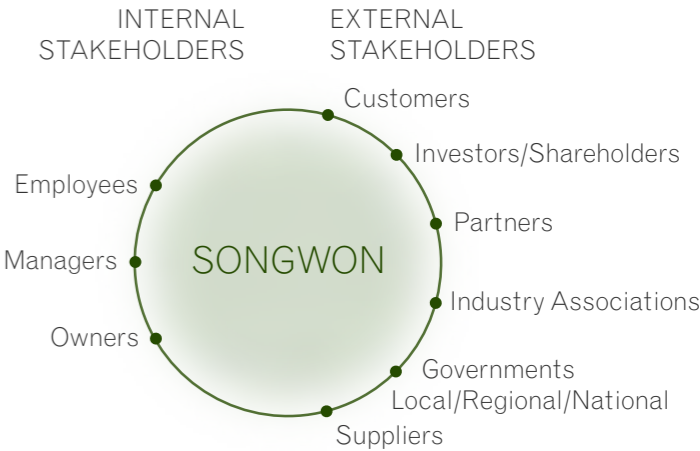 INTERNAL
STAKEHOLDERS
EXTERNAL
STAKEHOLDERS
Customers
Investors/Shareholders
Employees
Partners
Managers
SONGWON
Industry Associations
Owners
Governments
Local/Regional/National
Suppliers